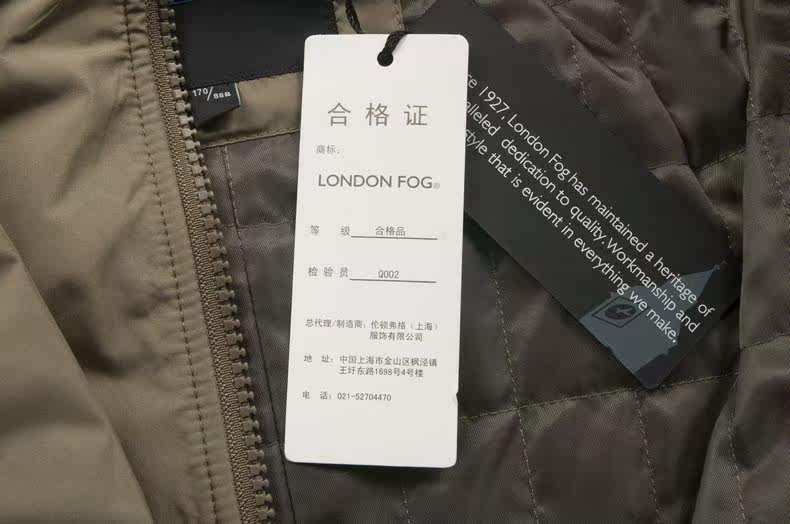 170/88B
合格证
商标：
LONDON FOG®
等 级 合格品
检验员 Q002
总代理/制造商：伦顿弗格（上海）
服饰有限公司
地 址：中国上海市金山区枫泾镇
王圩东路1698号4号楼
电 话：021-52704470
1927, London Fog has maintained a heritage of
dedication to quality. Workmanship and
style that is evident in everything we make.